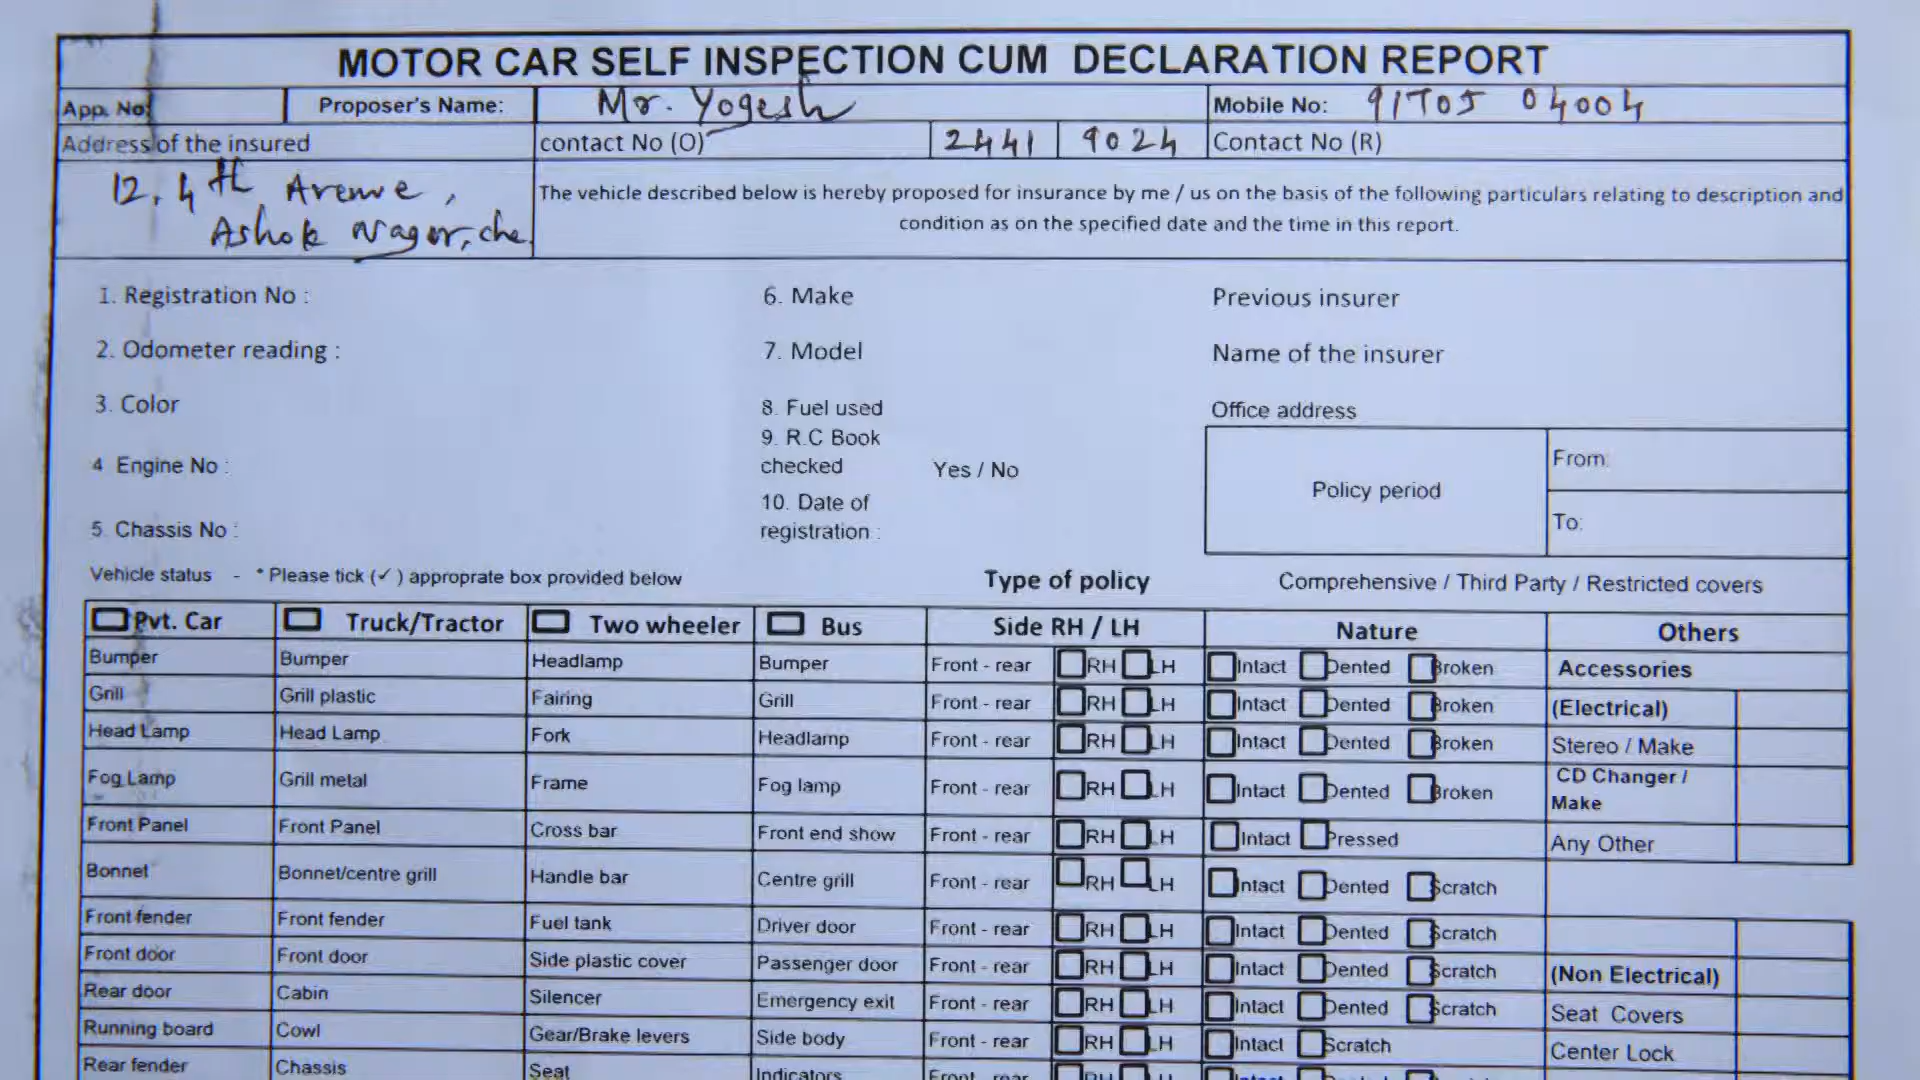 MOTOR CAR SELF INSPECTION CUM DECLARATION REPORT
App. No: Proposer's Name: Mr. Yogesh Mobile No: 04004
Address of the insured contact No (O) 2441 9024 Contact No (R)
12, 4th Avenue,
Ashok Nagar, che.
The vehicle described below is hereby proposed for insurance by me / us on the basis of the following particulars relating to description and
condition as on the specified date and the time in this report.
1. Registration No : 6. Make Previous insurer
2. Odometer reading : 7. Model Name of the insurer
3. Color 8. Fuel used Office address
4 Engine No : 9. R.C Book checked Yes / No Policy period From:
5. Chassis No : 10. Date of registration : To:
Vehicle status - * Please tick (✓) approprate box provided below Type of policy Comprehensive / Third Party / Restricted covers
Pvt. Car Truck/Tractor Two wheeler Bus Side RH / LH Nature Others
Bumper Bumper Headlamp Bumper Front - rear RH LH Intact Dented Broken Accessories
Grill Grill plastic Fairing Grill Front - rear RH LH Intact Dented Broken (Electrical)
Head Lamp Head Lamp Fork Headlamp Front - rear RH LH Intact Dented Broken Stereo / Make
Fog Lamp Grill metal Frame Fog lamp Front - rear RH LH Intact Dented Broken CD Changer / Make
Front Panel Front Panel Cross bar Front end show Front - rear RH LH Intact Pressed Any Other
Bonnet Bonnet/centre grill Handle bar Centre grill Front - rear RH LH Intact Dented Scratch
Front fender Front fender Fuel tank Driver door Front - rear RH LH Intact Dented Scratch
Front door Front door Side plastic cover Passenger door Front - rear RH LH Intact Dented Scratch (Non Electrical)
Rear door Cabin Silencer Emergency exit Front - rear RH LH Intact Dented Scratch Seat Covers
Running board Cowl Gear/Brake levers Side body Front - rear RH LH Intact Scratch Center Lock
Rear fender Chassis Seat Indicators Front - rear RH LH Intact